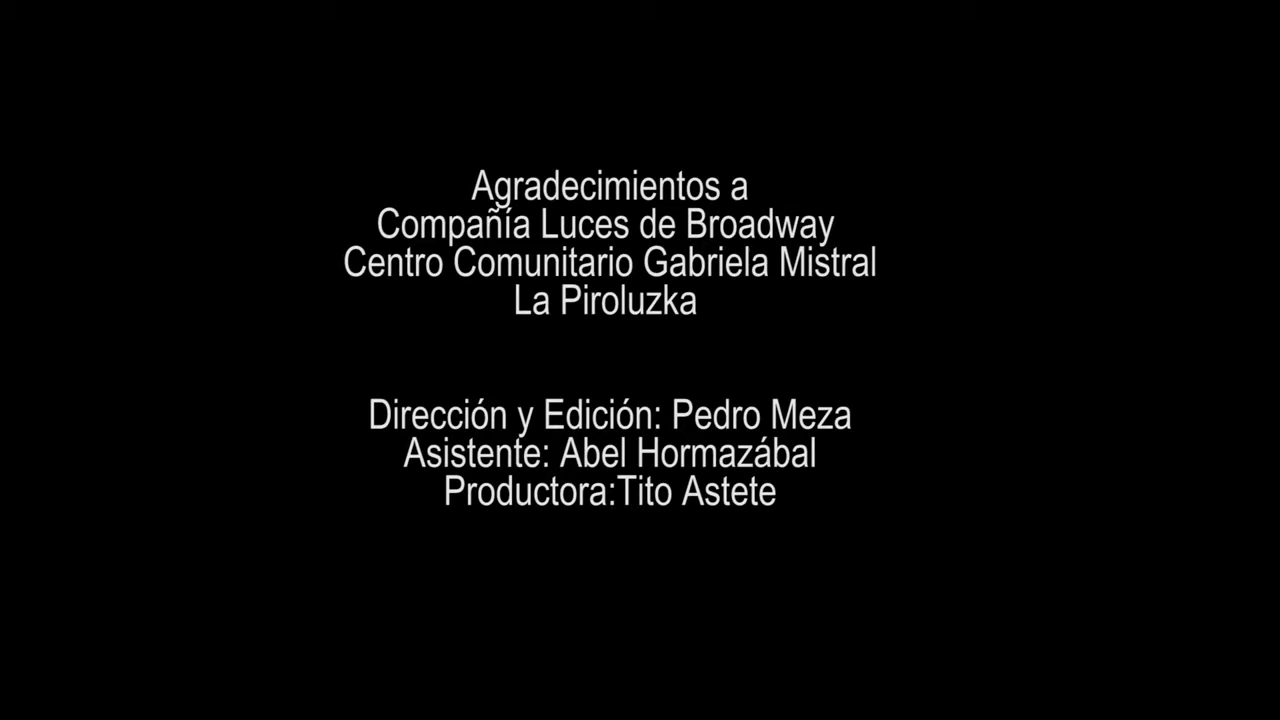 Agradecimientos a
Compañía Luces de Broadway
Centro Comunitario Gabriela Mistral
La Piroluzka
Dirección y Edición: Pedro Meza
Asistente: Abel Hormazábal
Productora:Tito Astete